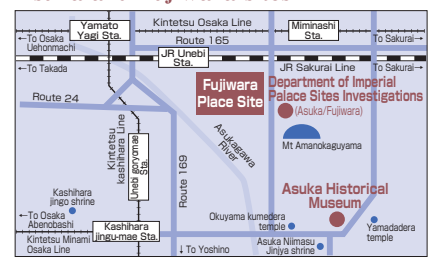 Yamato
Yagi Sta.
Kintetsu Osaka Line
Miminashi
Sta.
←To Osaka
Uehonmachi
Route 165
To Sakurai→
JR Unebi
Sta.
←To Takada
JR Sakurai Line
To Sakurai→
Fujiwara
Place Site
Department of Imperial
Palace Sites Investigations
(Asuka/Fujiwara)
Route 24
Mt Amanokaguyama
Kintetsu
kashihara Line
Unebi goryomae
Sta.
Route 169
Asukagawa
River
Kashihara
jingo shrine
Asuka Historical
Museum
←To Osaka
Abenobashi
Kashihara
Jingu-mae Sta.
Okuyama kumedera
temple
Yamadadera
temple
Kintetsu Minami
Osaka Line
↓To Yoshino
Asuka Niimasu
Jinjya shrine